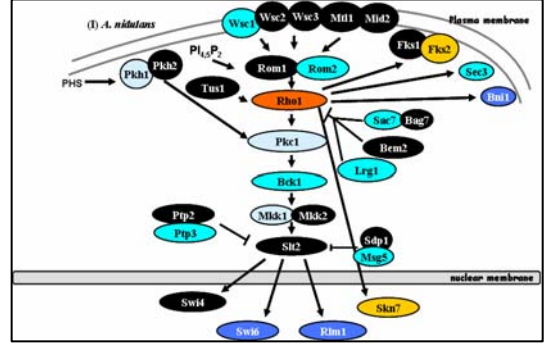 (I) A. nidulans
Wsc1 Wsc2 Wsc3 Mtl1 Mid2
Plasma membrane
PI4,5P2
Fks1
Fks2
PHS
Pkh1 Pkh2
Rom1 Rom2
Sec3
Tus1
Rho1
Bni1
Sac7 Bag7
Pkc1
Bem2
Lrg1
Bck1
Mkk1 Mkk2
Ptp2
Ptp3
Slt2
Sdp1
Msg5
nuclear membrane
Swi4
Skn7
Swi6
Rlm1